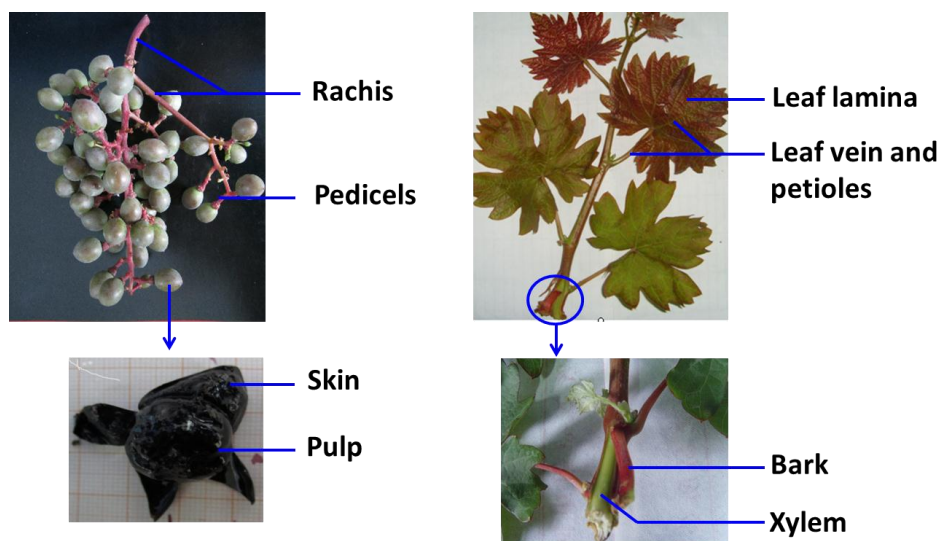 Rachis
Pedicels
Skin
Pulp
Leaf lamina
Leaf vein and
petioles
Bark
Xylem